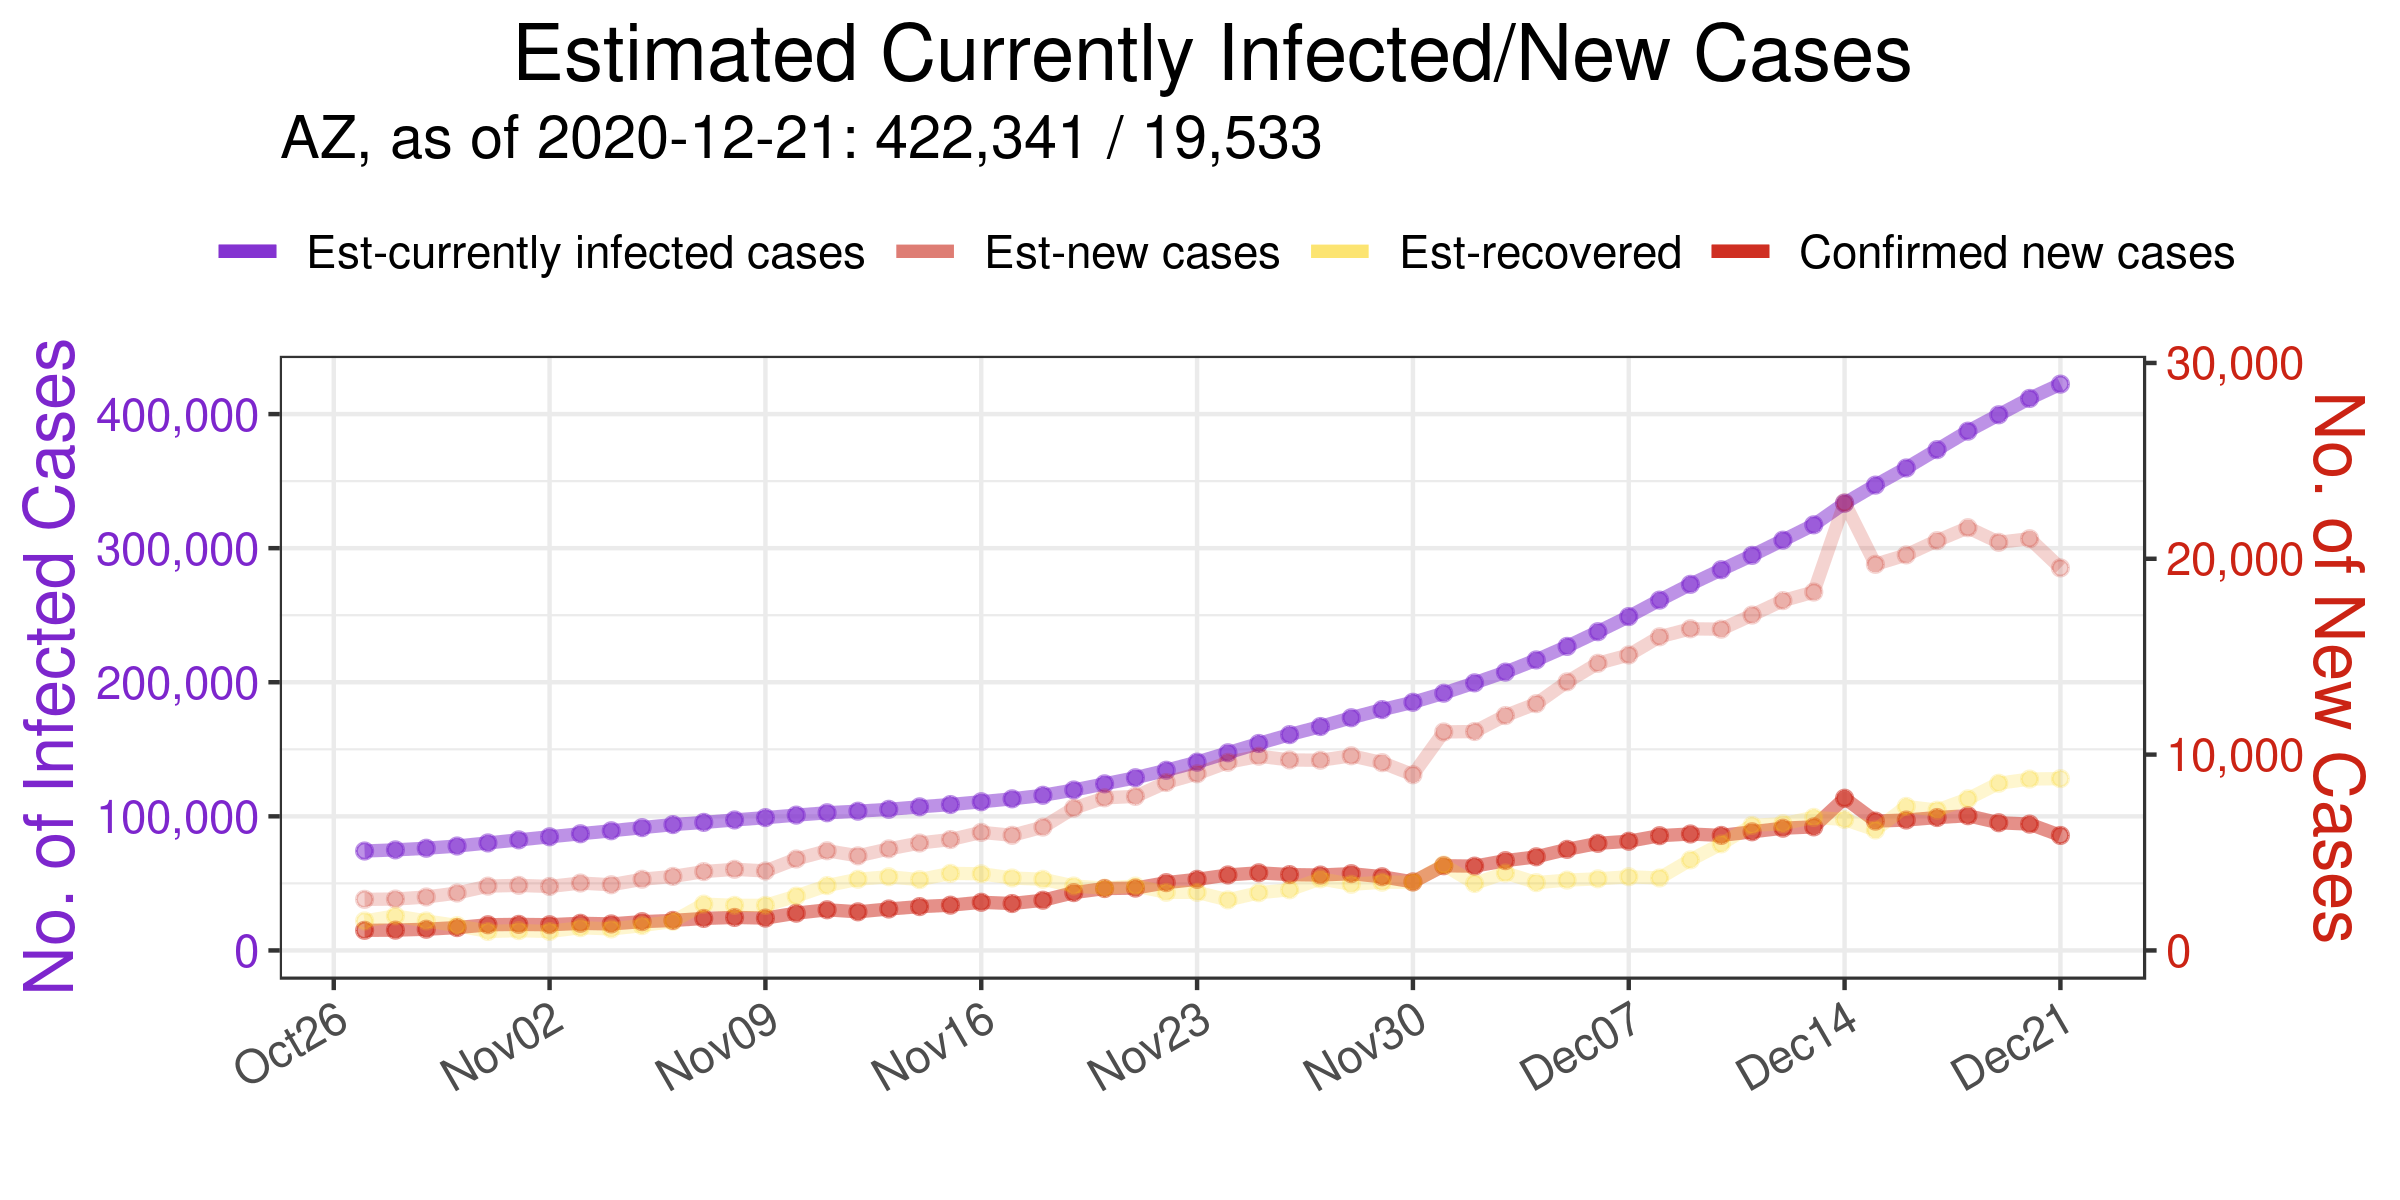 Estimated Currently Infected/New Cases
AZ, as of 2020-12-21: 422,341 / 19,533
Est-currently infected cases
Est-new cases
Est-recovered
Confirmed new cases
No. of Infected Cases
400,000
300,000
200,000
100,000
0
30,000
20,000
10,000
0
No. of New Cases
Oct26
Nov02
Nov09
Nov16
Nov23
Nov30
Dec07
Dec14
Dec21